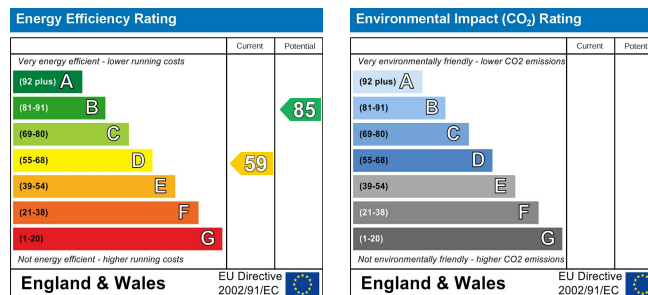 Energy Efficiency Rating
Current Potential
Very energy efficient - lower running costs
(92 plus) A
(81-91) B
85
(69-80) C
(55-68) D
59
(39-54) E
(21-38) F
(1-20) G
Not energy efficient - higher running costs
England & Wales
EU Directive
2002/91/EC
Environmental Impact (CO₂) Rating
Current Potent
Very environmentally friendly - lower CO2 emissions
(92 plus) A
(81-91) B
(69-80) C
(55-68) D
(39-54) E
(21-38) F
(1-20) G
Not environmentally friendly - higher CO2 emissions
England & Wales
EU Directive
2002/91/EC